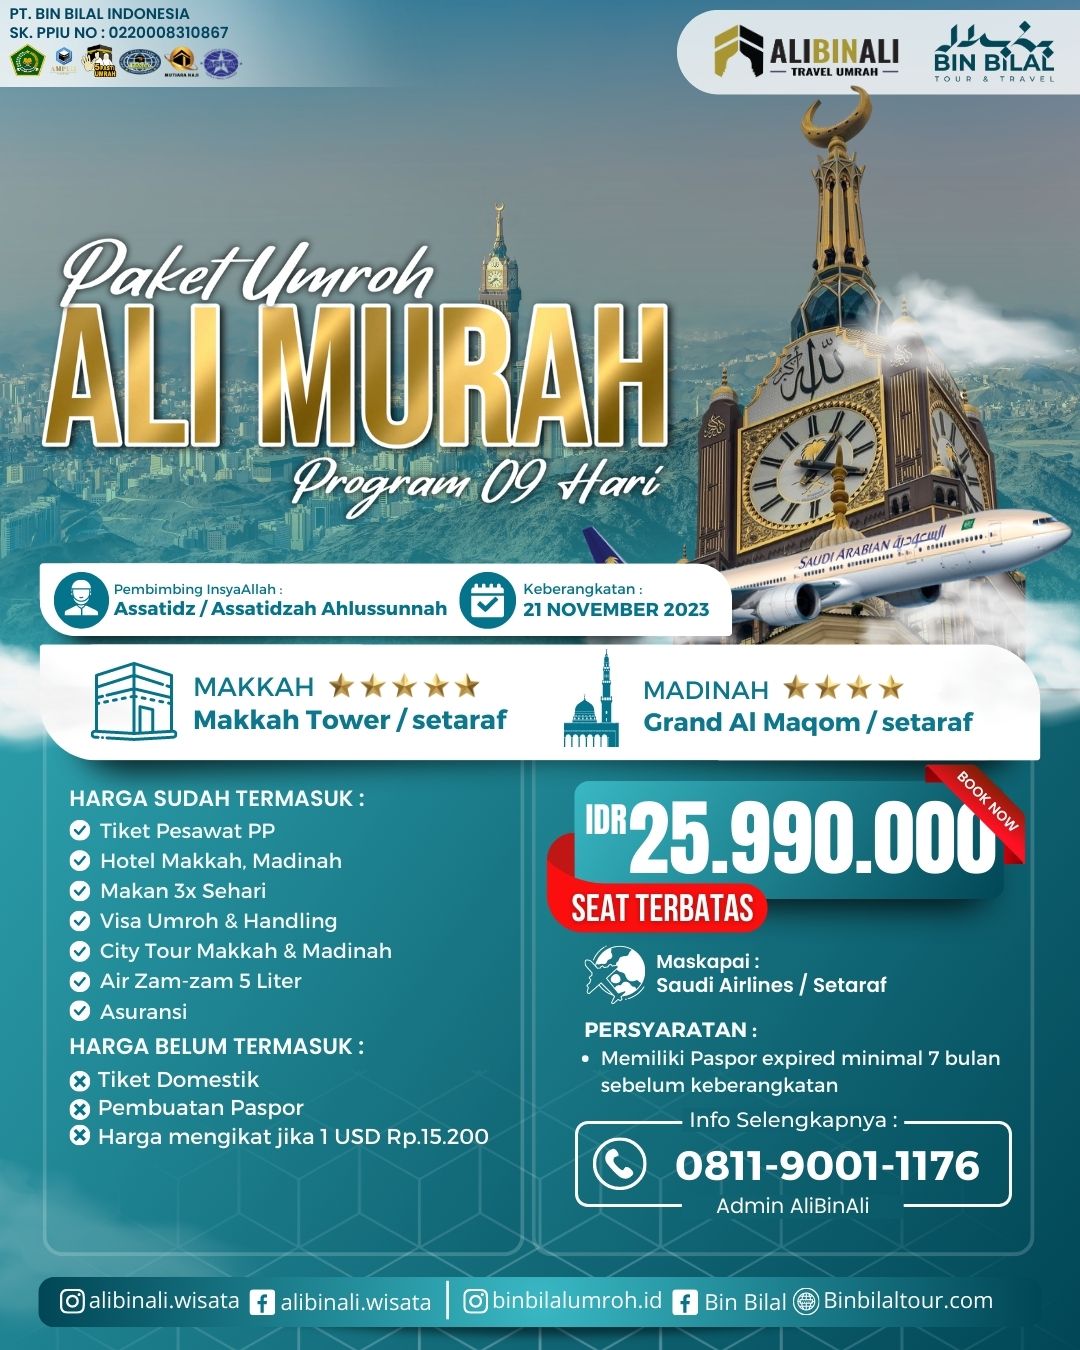 PT. BIN BILAL INDONESIA
SK. PPIU NO : 0220008310867
5 PASTI UMRAH
MUTIARA HAJI
ALIBINALI
TRAVEL UMRAH
BIN BILAL
TOUR & TRAVEL
Paket Umroh
ALI MURAH
Program 09 Hari
SAUDI ARABIAN السعودية
Pembimbing InsyaAllah :
Assatidz / Assatidzah Ahlussunnah
Keberangkatan :
21 NOVEMBER 2023
MAKKAH
Makkah Tower / setaraf
MADINAH
Grand Al Maqom / setaraf
HARGA SUDAH TERMASUK :
Tiket Pesawat PP
Hotel Makkah, Madinah
Makan 3x Sehari
Visa Umroh & Handling
City Tour Makkah & Madinah
Air Zam-zam 5 Liter
Asuransi
HARGA BELUM TERMASUK :
Tiket Domestik
Pembuatan Paspor
Harga mengikat jika 1 USD Rp.15.200
BOOK NOW
IDR 25.990.000
SEAT TERBATAS
Maskapai :
Saudi Airlines / Setaraf
PERSYARATAN :
• Memiliki Paspor expired minimal 7 bulan
sebelum keberangkatan
Info Selengkapnya :
0811-9001-1176
Admin AliBinAli
alibinali.wisata alibinali.wisata binbilalumroh.id Bin Bilal Binbilaltour.com